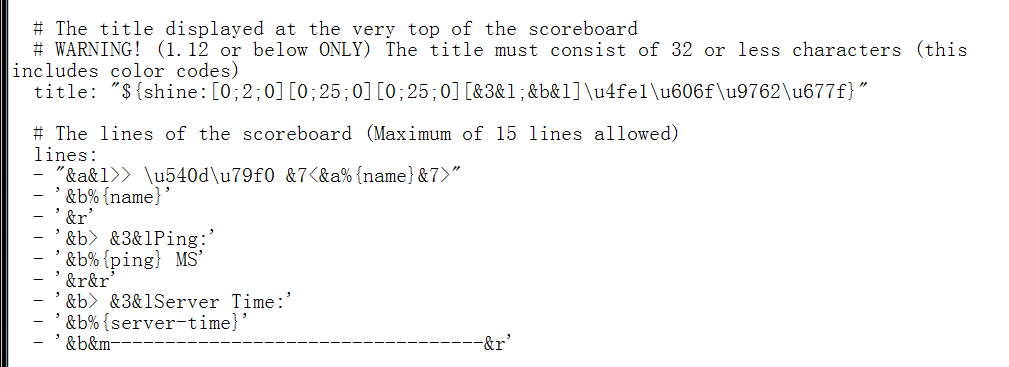 # The title displayed at the very top of the scoreboard
# WARNING! (1.12 or below ONLY) The title must consist of 32 or less characters (this
includes color codes)
title: "${shine:[0;2;0][0;25;0][0;25;0][&3&l;&b&l]\u4fe1\u606f\u9762\u677f}"
# The lines of the scoreboard (Maximum of 15 lines allowed)
lines:
- "&a&l>> \u540d\u79f0 &7<&a%{name}&7>"
- '&b%{name}'
- '&r'
- '&b> &3&lPing:'
- '&b%{ping} MS'
- '&r&r'
- '&b> &3&lServer Time:'
- '&b%{server-time}'
- '&b&m----------------------------------&r'